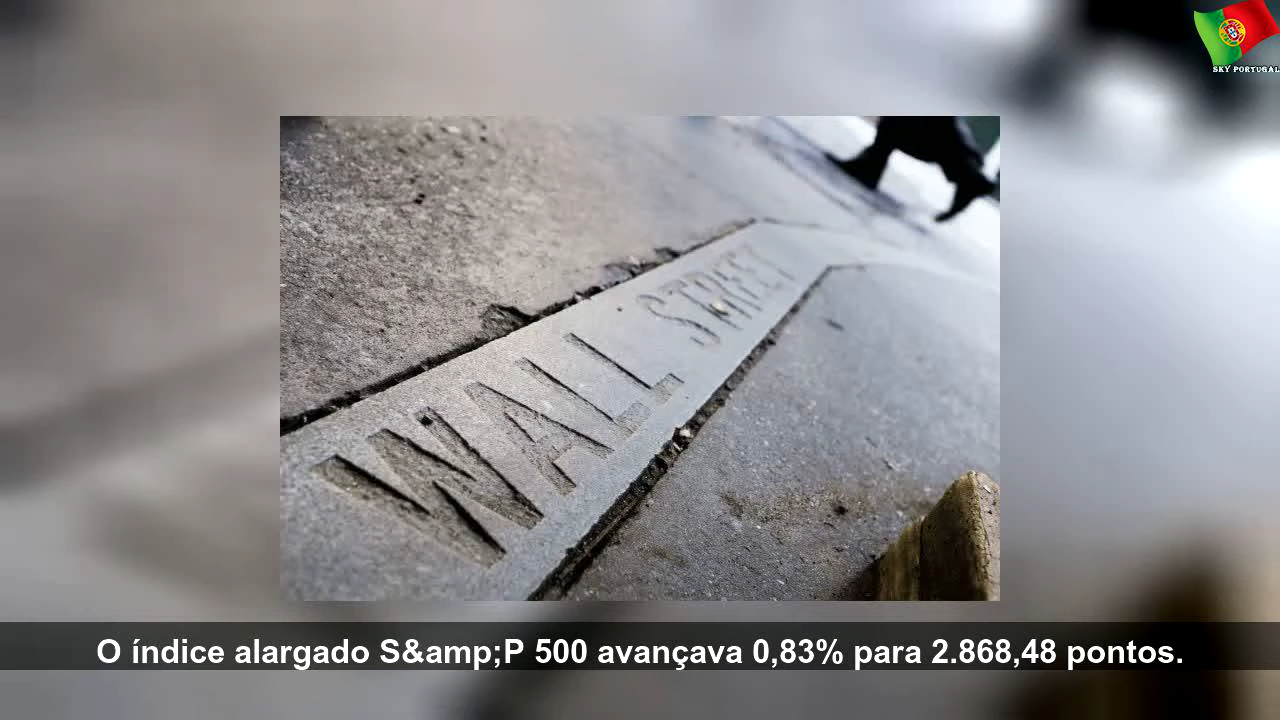 SKY PORTUGAL
WALL STREET
O índice alargado S&amp;P 500 avançava 0,83% para 2.868,48 pontos.